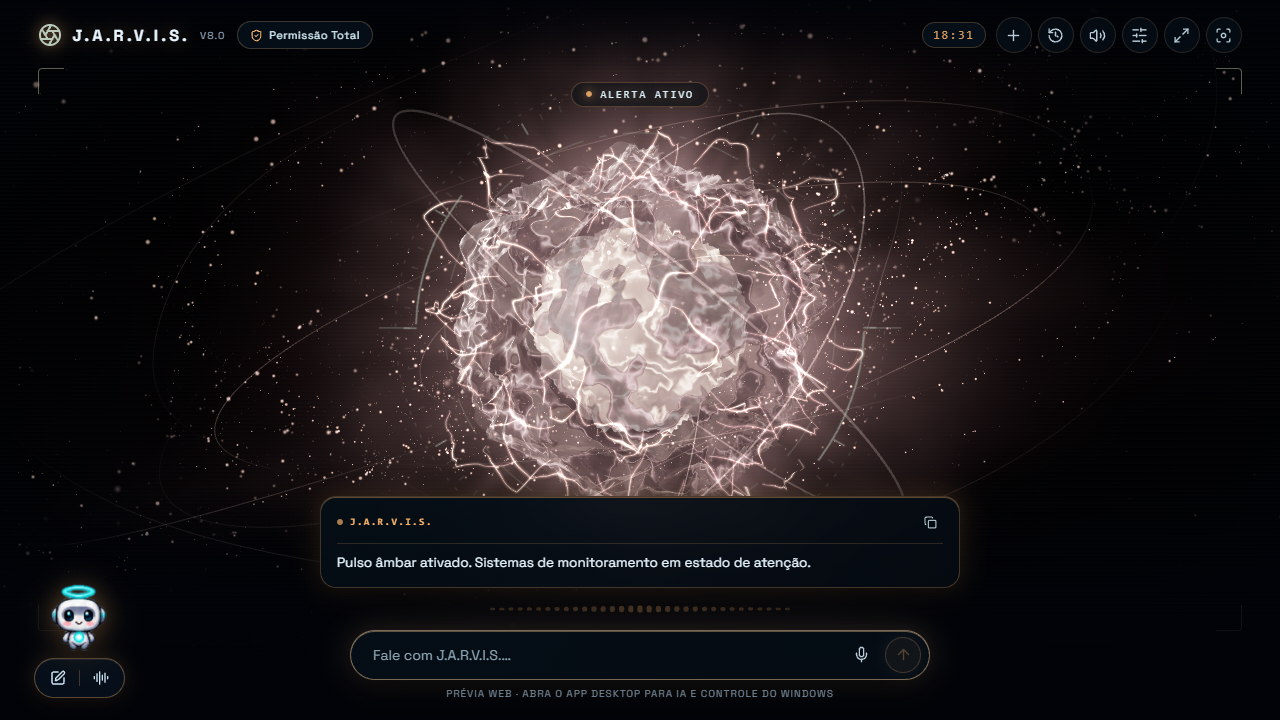 J.A.R.V.I.S. V8.0 Permissão Total 18:31
ALERTA ATIVO
J.A.R.V.I.S.
Pulso âmbar ativado. Sistemas de monitoramento em estado de atenção.
Fale com J.A.R.V.I.S....
PRÉVIA WEB · ABRA O APP DESKTOP PARA IA E CONTROLE DO WINDOWS